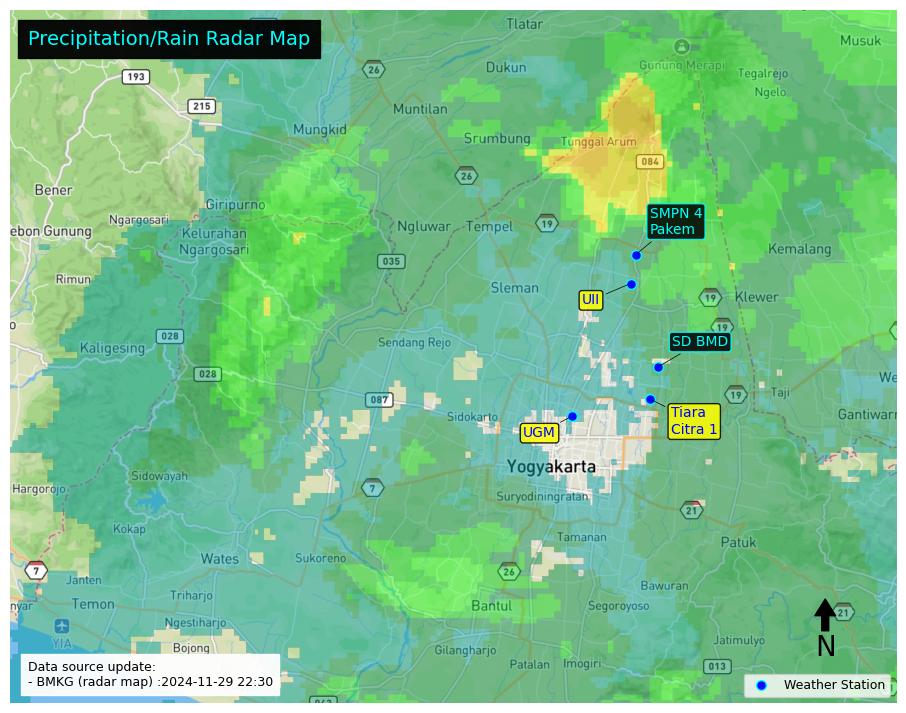 Precipitation/Rain Radar Map
Tlatar
Musuk
193
26
Dukun
Gunung Merapi
Tegalrejo
215
Ngelo
Muntilan
Mungkid
Srumbung
Tunggal Arum
084
26
Bener
Giripurno
SMPN 4
Pakem
Ngargosari
ebon Gunung
Kelurahan
Ngargosari
Ngluwar
Tempel
19
Kemalang
035
Rimun
Sleman
UII
19
Klewer
028
19
Kaligesing
Sendang Rejo
SD BMD
028
We
087
19
Taji
Sidokarto
Tiara
Citra 1
Gantiwarn
UGM
Yogyakarta
Sidowayah
Hargorojo
7
Suryodiningratan
21
Kokap
Tamanan
Patuk
Wates
Sukoreno
7
Janten
26
Bawuran
Temon
Triharjo
Bantul
Segoroyoso
nyar
21
Ngestiharjo
YIA
N
Bojong
Jatimulyo
Gilangharjo
Patalan
Imogiri
013
Data source update:
- BMKG (radar map) :2024-11-29 22:30
Weather Station